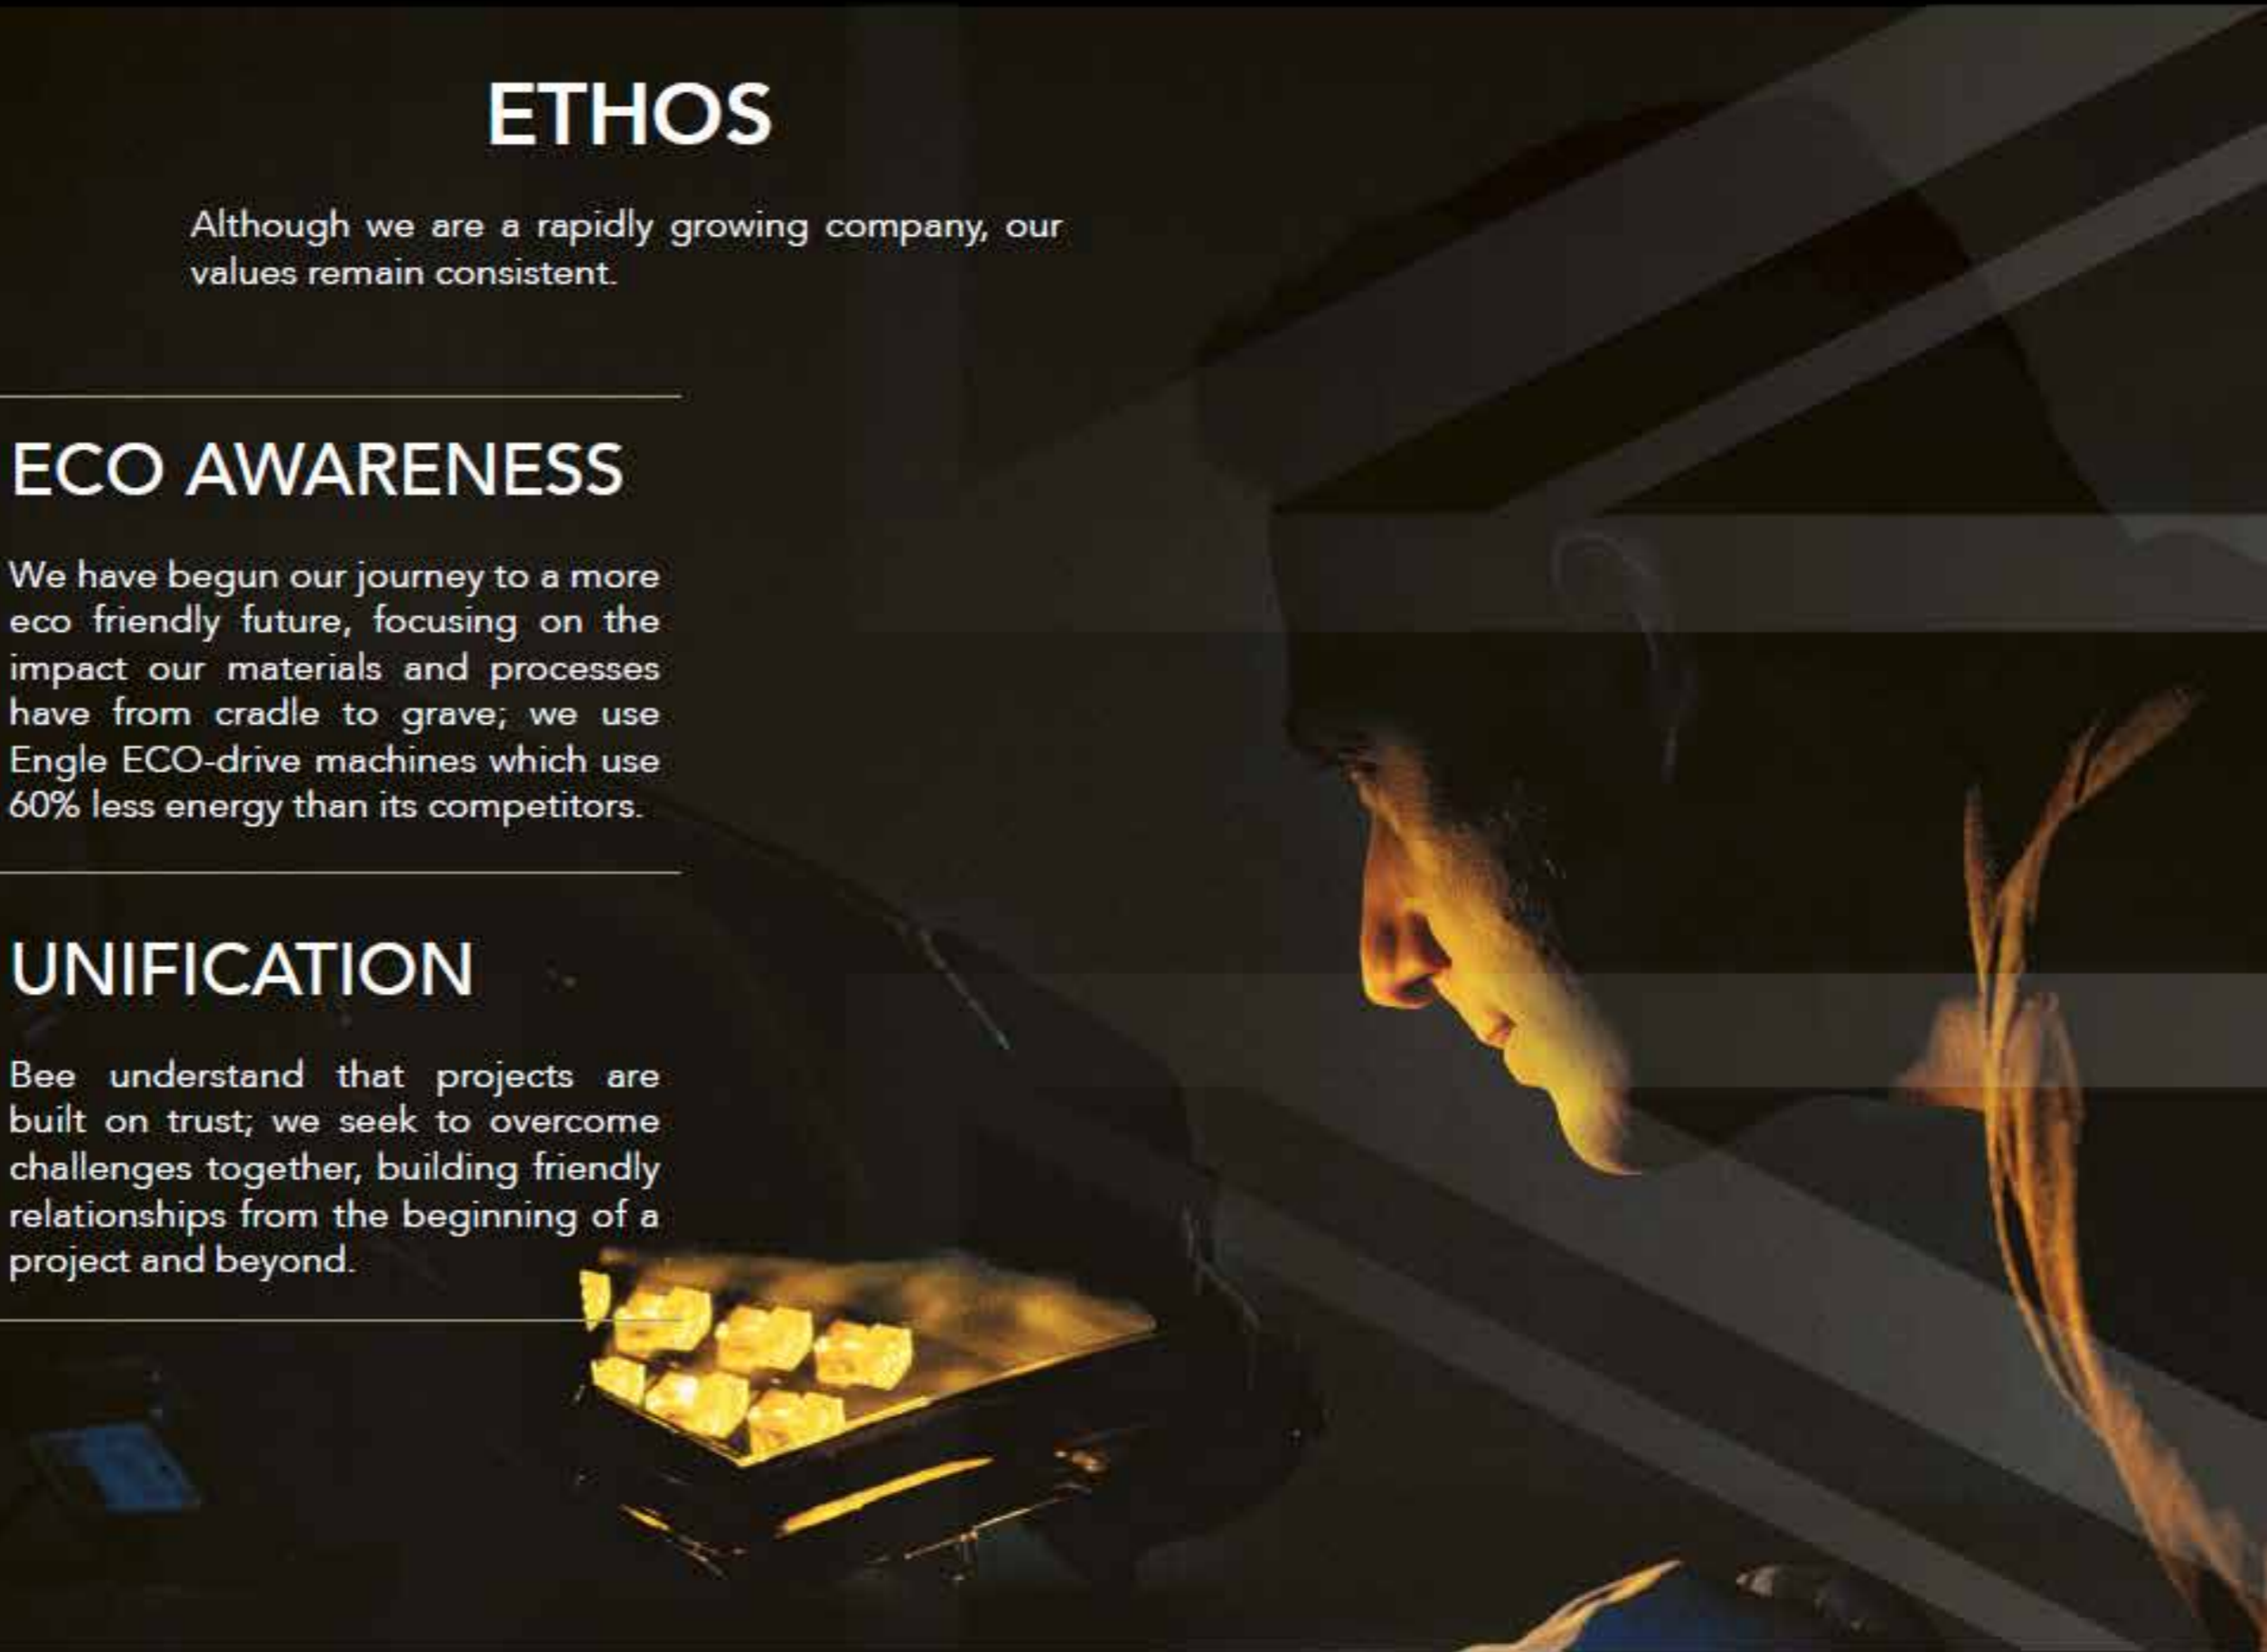 ETHOS
Although we are a rapidly growing company, our
values remain consistent.
ECO AWARENESS
We have begun our journey to a more
eco friendly future, focusing on the
impact our materials and processes
have from cradle to grave; we use
Engle ECO-drive machines which use
60% less energy than its competitors.
UNIFICATION
Bee understand that projects are
built on trust; we seek to overcome
challenges together, building friendly
relationships from the beginning of a
project and beyond.